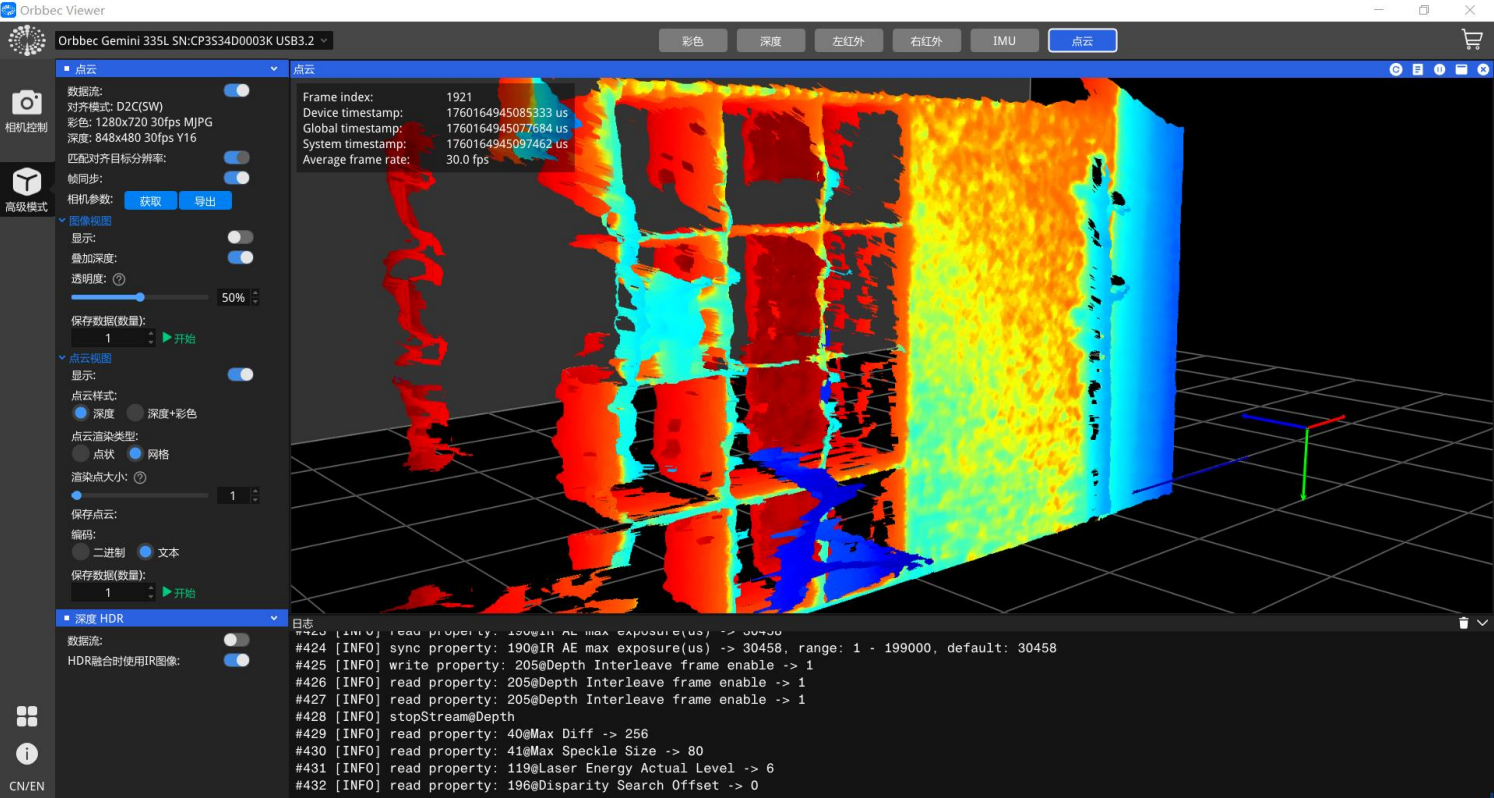 Orbbec Viewer
Orbbec Gemini 335L SN:CP3S34D0003K USB3.2
彩色 深度 左红外 右红外 IMU 点云
相机控制
高级模式
点云
数据流:
对齐模式: D2C(SW)
彩色: 1280x720 30fps MJPG
深度: 848x480 30fps Y16
匹配对齐目标分辨率:
帧同步:
相机参数: 获取 导出
图像视图
显示:
叠加深度:
透明度: ?
50%
保存数据(数量):
1 开始
点云视图
显示:
点云样式:
深度 深度+彩色
点云渲染类型:
点状 网格
渲染点大小: ?
1
保存点云:
编码:
二进制 文本
保存数据(数量):
1 开始
深度 HDR
数据流:
HDR融合时使用IR图像:
CN/EN
点云
Frame index: 1921
Device timestamp: 1760164945085333 us
Global timestamp: 1760164945077684 us
System timestamp: 1760164945097462 us
Average frame rate: 30.0 fps
日志
#423 [INFO] read property: 190@IR AE max exposure(us) -> 30458
#424 [INFO] sync property: 190@IR AE max exposure(us) -> 30458, range: 1 - 199000, default: 30458
#425 [INFO] write property: 205@Depth Interleave frame enable -> 1
#426 [INFO] read property: 205@Depth Interleave frame enable -> 1
#427 [INFO] read property: 205@Depth Interleave frame enable -> 1
#428 [INFO] stopStream@Depth
#429 [INFO] read property: 40@Max Diff -> 256
#430 [INFO] read property: 41@Max Speckle Size -> 80
#431 [INFO] read property: 119@Laser Energy Actual Level -> 6
#432 [INFO] read property: 196@Disparity Search Offset -> 0